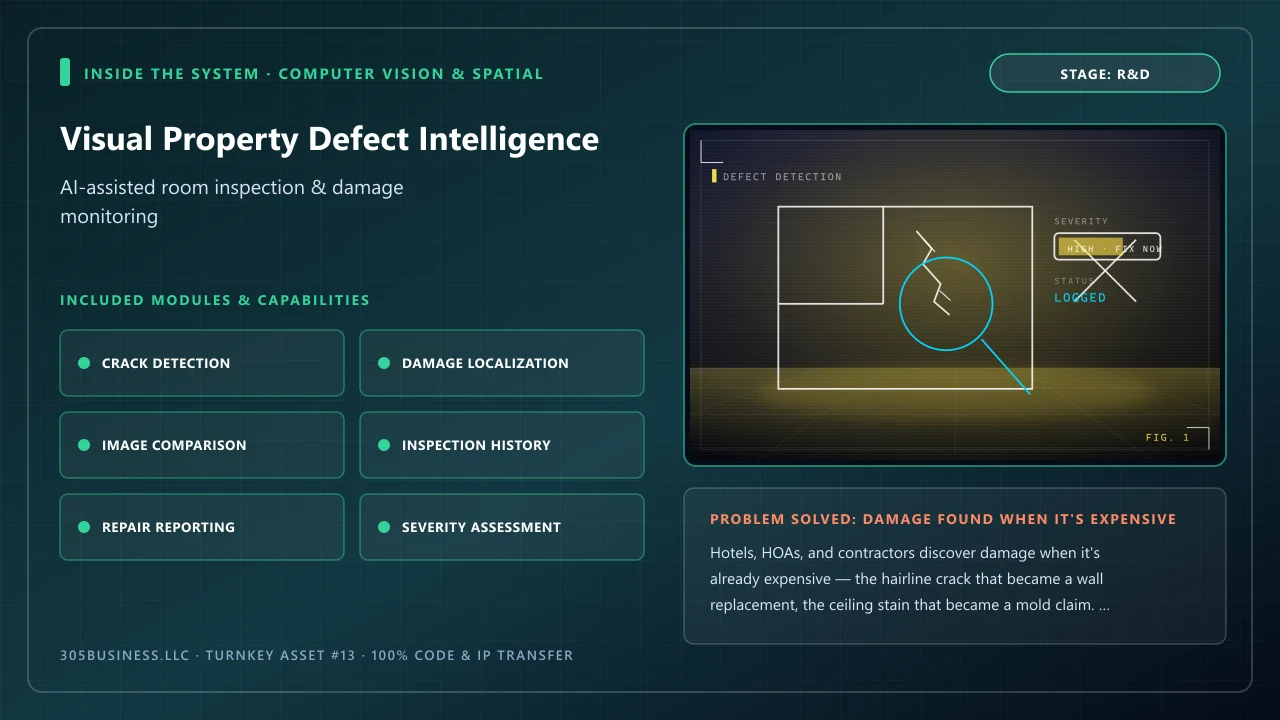 INSIDE THE SYSTEM · COMPUTER VISION & SPATIAL
STAGE: R&D
Visual Property Defect Intelligence
AI-assisted room inspection & damage
monitoring
INCLUDED MODULES & CAPABILITIES
CRACK DETECTION
DAMAGE LOCALIZATION
IMAGE COMPARISON
INSPECTION HISTORY
REPAIR REPORTING
SEVERITY ASSESSMENT
DEFECT DETECTION
SEVERITY
HIGH · FIX NOW
STATUS
LOGGED
FIG. 1
PROBLEM SOLVED: DAMAGE FOUND WHEN IT'S EXPENSIVE
Hotels, HOAs, and contractors discover damage when it's
already expensive — the hairline crack that became a wall
replacement, the ceiling stain that became a mold claim. ...
305BUSINESS.LLC · TURNKEY ASSET #13 · 100% CODE & IP TRANSFER